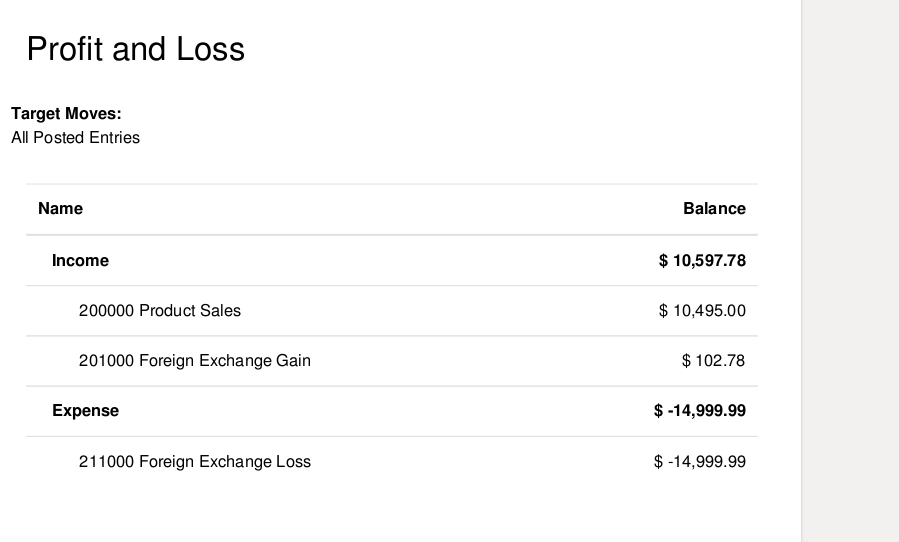 Profit and Loss
Target Moves:
All Posted Entries
Name Balance
Income $ 10,597.78
200000 Product Sales $ 10,495.00
201000 Foreign Exchange Gain $ 102.78
Expense $ -14,999.99
211000 Foreign Exchange Loss $ -14,999.99